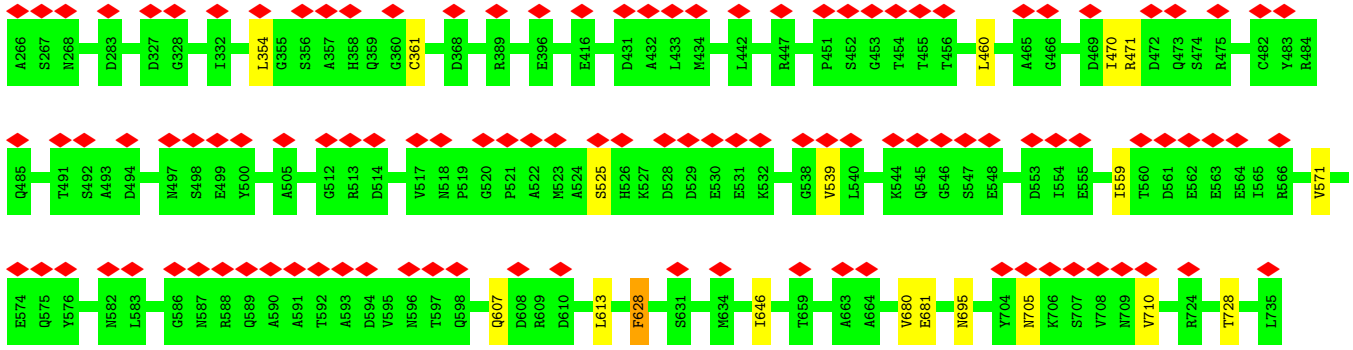 A266 S267 N268 D283 D327 G328 I332 L354 G355 S356 A357 H358 Q359 G360 C361 D368 R389 E396 E416 D431 A432 L433 M434 L442 R447 P451 S452 G453 T454 T455 T456 L460 A465 G466 D469 I470 R471 D472 Q473 S474 R475 C482 Y483 R484
Q485 T491 S492 A493 D494 N497 S498 E499 Y500 A505 G512 R513 D514 V517 N518 P519 G520 P521 A522 M523 A524 S525 H526 K527 D528 D529 E530 E531 K532 G538 V539 L540 K544 Q545 G546 S547 E548 D553 I554 E555 I559 T560 D561 E562 E563 E564 I565 R566 V571
E574 Q575 Y576 N582 L583 G586 N587 R588 Q589 A590 A591 T592 A593 D594 V595 N596 T597 Q598 Q607 D608 R609 D610 L613 F628 S631 M634 I646 T659 A663 A664 V680 E681 N695 Y704 N705 K706 S707 V708 N709 V710 R724 T728 L735